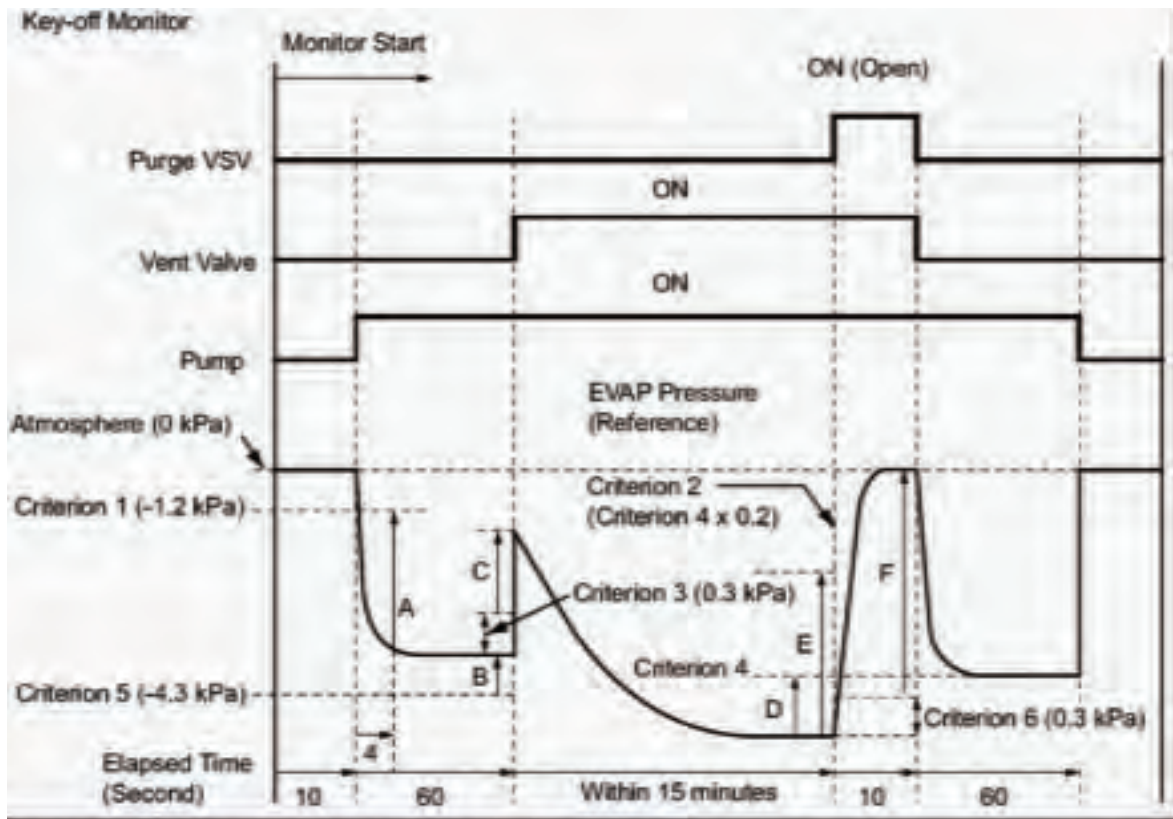 Key-off Monitor
Monitor Start
ON (Open)
Purge VSV
ON
Vent Valve
ON
Pump
EVAP Pressure
(Reference)
Atmosphere (0 kPa)
Criterion 1 (-1.2 kPa)
Criterion 2
(Criterion 4 x 0.2)
C
A
F
Criterion 3 (0.3 kPa)
E
Criterion 4
B
Criterion 5 (-4.3 kPa)
D
Criterion 6 (0.3 kPa)
4
Elapsed Time
(Second)
10
60
Within 15 minutes
10
60